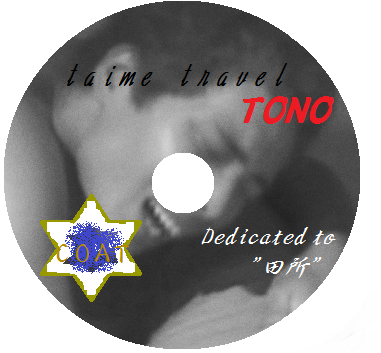 taime travel
TONO
COAT
Dedicated to
"田所"